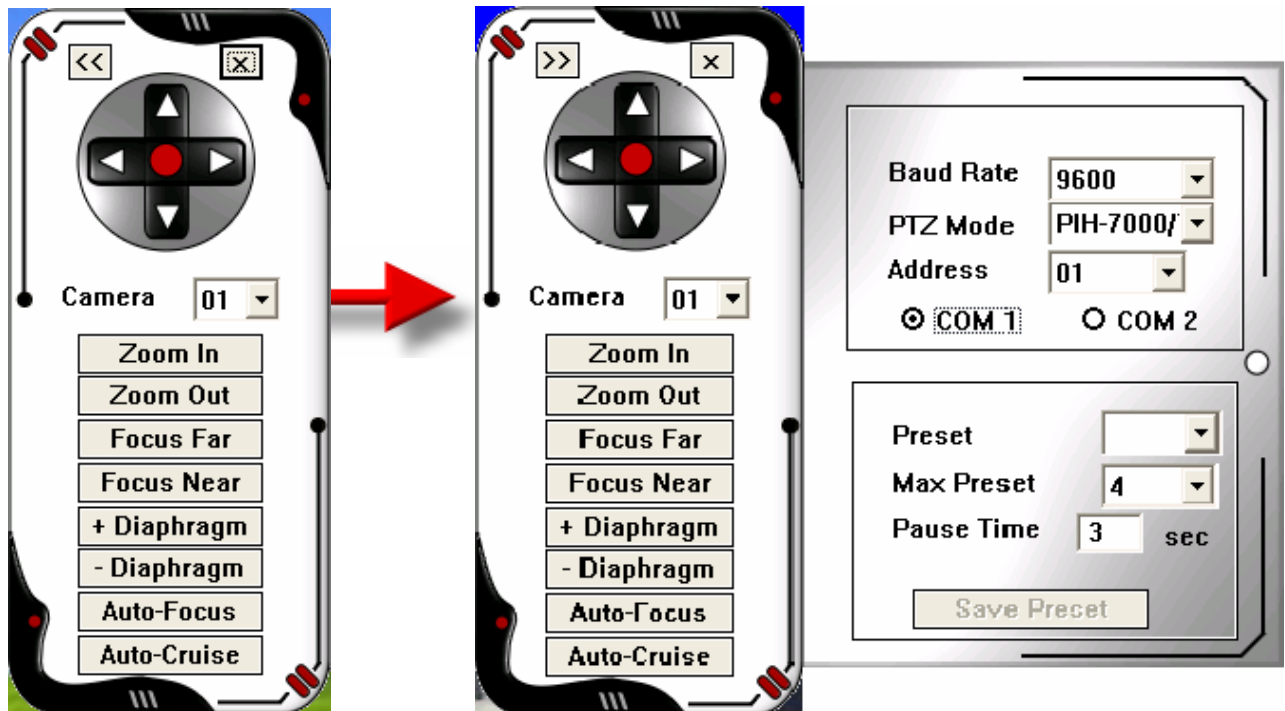 << x
Camera 01
Zoom In
Zoom Out
Focus Far
Focus Near
+ Diaphragm
- Diaphragm
Auto-Focus
Auto-Cruise
>> x
Camera 01
Zoom In
Zoom Out
Focus Far
Focus Near
+ Diaphragm
- Diaphragm
Auto-Focus
Auto-Cruise
Baud Rate 9600
PTZ Mode PIH-7000/
Address 01
COM 1 COM 2
Preset
Max Preset 4
Pause Time 3 sec
Save Preset